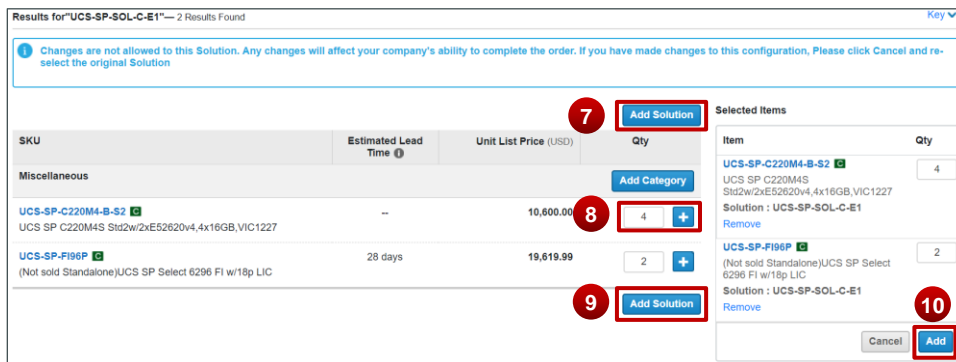 Results for"UCS-SP-SOL-C-E1"— 2 Results Found
Key
Changes are not allowed to this Solution. Any changes will affect your company's ability to complete the order. If you have made changes to this configuration, Please click Cancel and re-
select the original Solution
7
Add Solution
SKU
Estimated Lead
Time
Unit List Price (USD)
Qty
Miscellaneous
Add Category
UCS-SP-C220M4-B-S2 C
UCS SP C220M4S Std2w/2xE52620v4,4x16GB,VIC1227
--
10,600.00
8
4
+
UCS-SP-FI96P C
(Not sold Standalone)UCS SP Select 6296 FI w/18p LIC
28 days
19,619.99
2
+
9
Add Solution
Selected Items
Item
Qty
UCS-SP-C220M4-B-S2 C
4
UCS SP C220M4S
Std2w/2xE52620v4,4x16GB,VIC1227
Solution : UCS-SP-SOL-C-E1
Remove
UCS-SP-FI96P C
2
(Not sold Standalone)UCS SP Select
6296 FI w/18p LIC
Solution : UCS-SP-SOL-C-E1
Remove
10
Cancel
Add